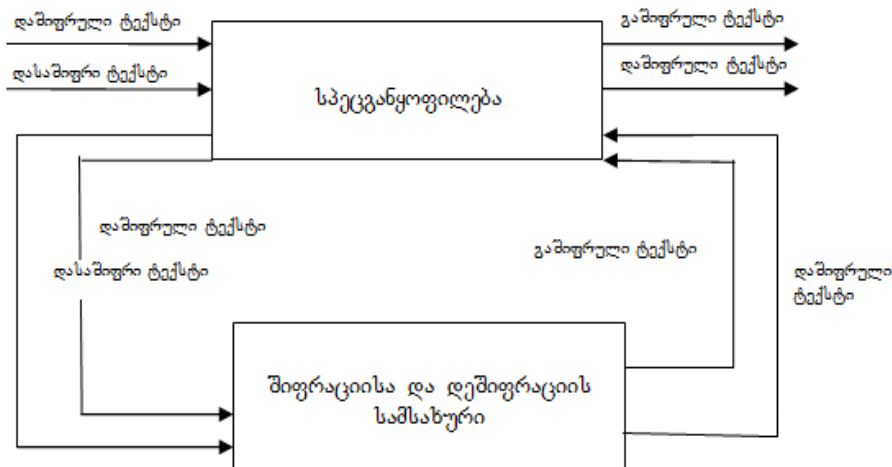 დაშიფრული ტექსტი
გაშიფრული ტექსტი
დასაშიფრი ტექსტი
დაშიფრული ტექსტი
სპეცგანყოფილება
დაშიფრული ტექსტი
გაშიფრული ტექსტი
დასაშიფრი ტექსტი
დაშიფრული
ტექსტი
შიფრაციისა და დეშიფრაციის
სამსახური